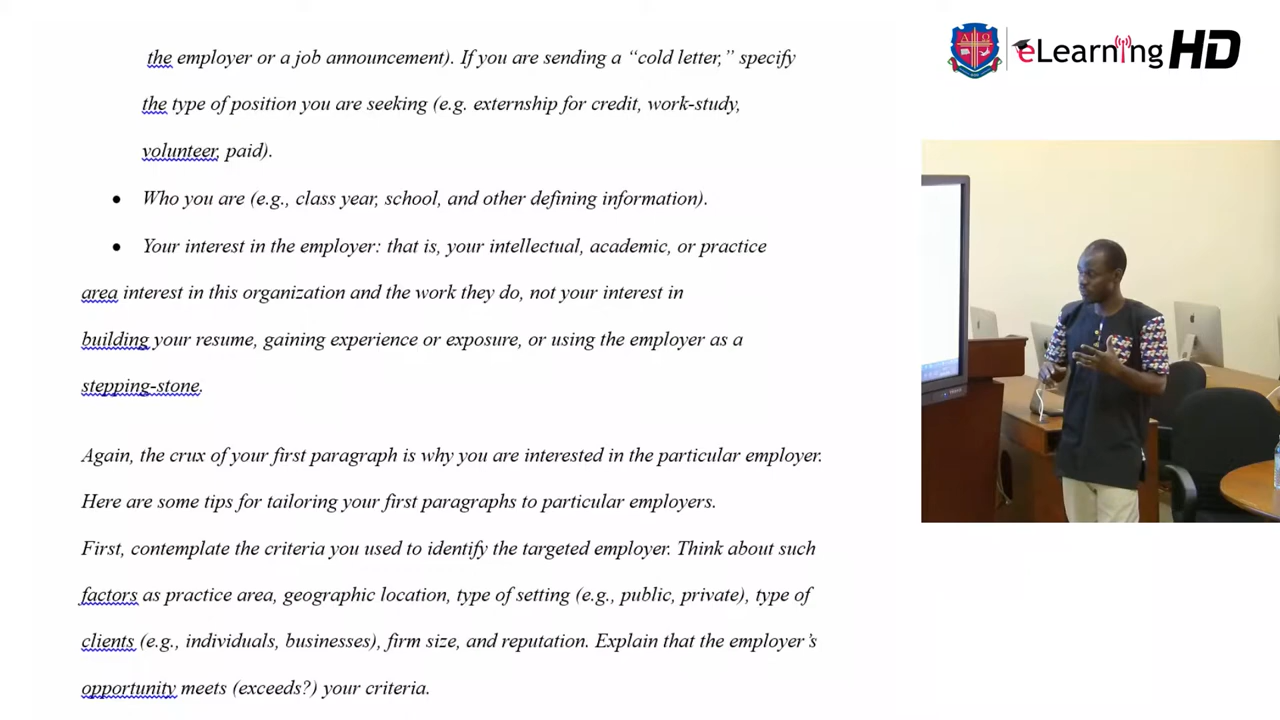 the employer or a job announcement). If you are sending a “cold letter,” specify
the type of position you are seeking (e.g. externship for credit, work-study,
volunteer, paid).
• Who you are (e.g., class year, school, and other defining information).
• Your interest in the employer: that is, your intellectual, academic, or practice
area interest in this organization and the work they do, not your interest in
building your resume, gaining experience or exposure, or using the employer as a
stepping-stone.
Again, the crux of your first paragraph is why you are interested in the particular employer.
Here are some tips for tailoring your first paragraphs to particular employers.
First, contemplate the criteria you used to identify the targeted employer. Think about such
factors as practice area, geographic location, type of setting (e.g., public, private), type of
clients (e.g., individuals, businesses), firm size, and reputation. Explain that the employer’s
opportunity meets (exceeds?) your criteria.
eLearning HD